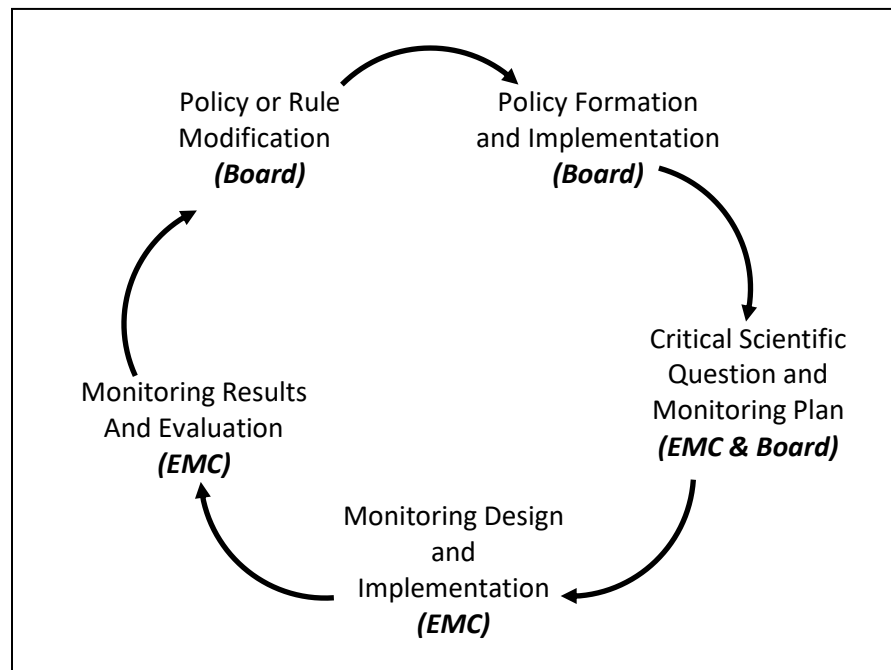 Policy or Rule
Modification
(Board)
Policy Formation
and Implementation
(Board)
Critical Scientific
Question and
Monitoring Plan
(EMC & Board)
Monitoring Design
and
Implementation
(EMC)
Monitoring Results
And Evaluation
(EMC)